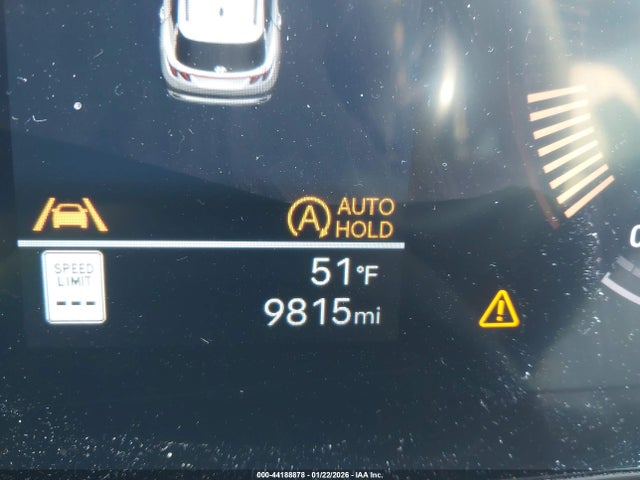 AUTO
HOLD
A
SPEED
LIMIT
---
51°F
9815mi
000-44188878 - 01/22/2026 - IAA Inc.